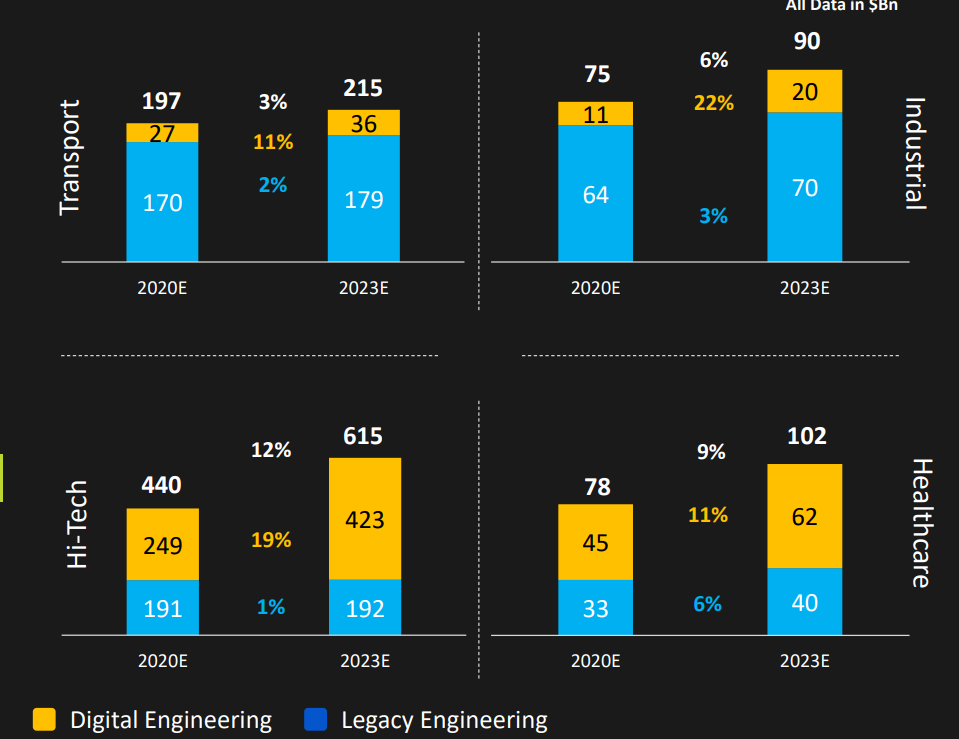 All Data in $Bn
Transport
197
27
170
3%
11%
2%
215
36
179
2020E
2023E
75
11
64
6%
22%
3%
90
20
70
2020E
2023E
Industrial
Hi-Tech
440
249
191
12%
19%
1%
615
423
192
2020E
2023E
78
45
33
9%
11%
6%
102
62
40
2020E
2023E
Healthcare
Digital Engineering
Legacy Engineering